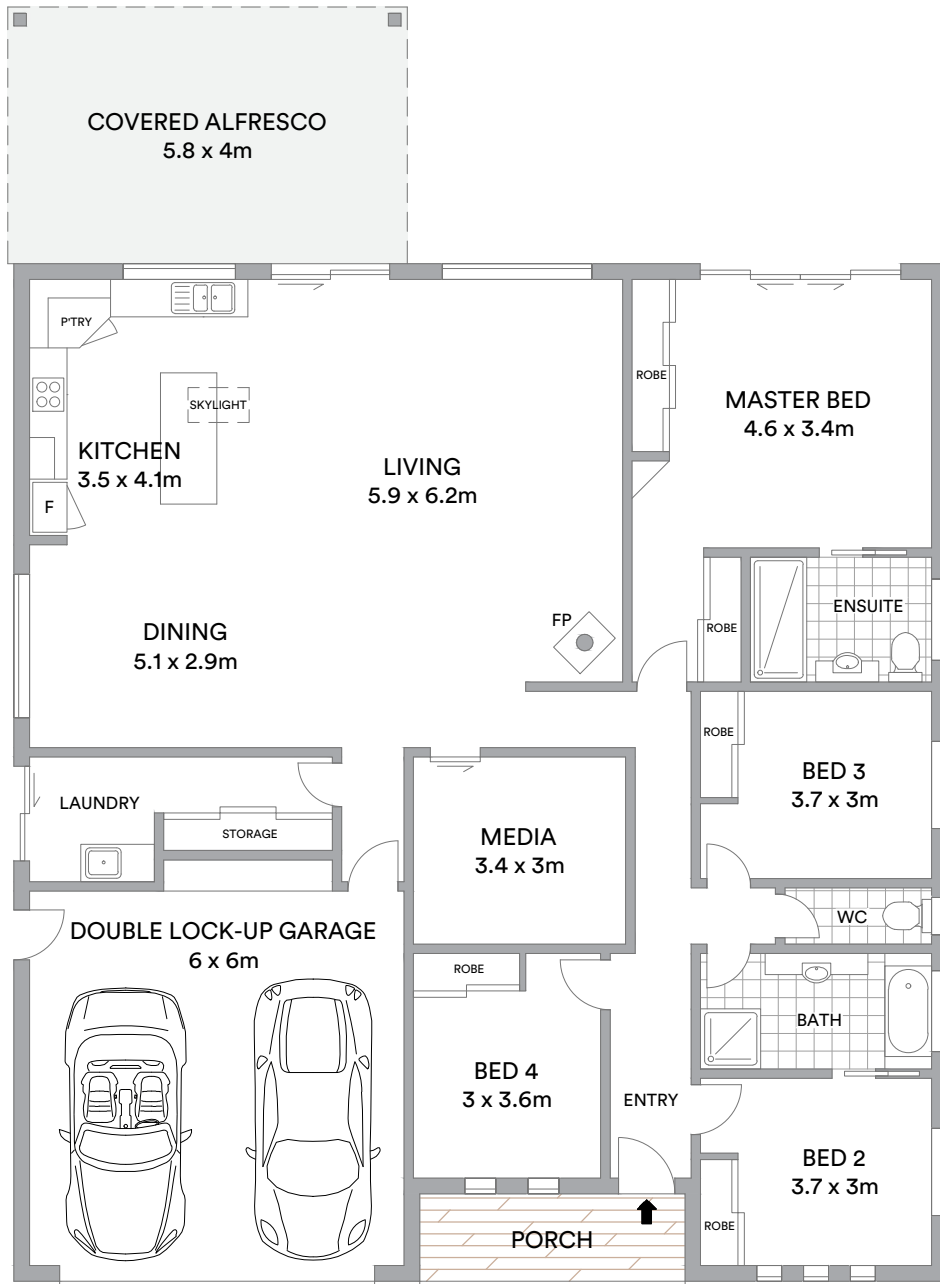 COVERED ALFRESCO
5.8 x 4m
P'TRY
SKYLIGHT
ROBE
MASTER BED
4.6 x 3.4m
KITCHEN
3.5 x 4.1m
LIVING
5.9 x 6.2m
F
DINING
5.1 x 2.9m
FP
ROBE
ENSUITE
ROBE
BED 3
3.7 x 3m
LAUNDRY
STORAGE
MEDIA
3.4 x 3m
WC
DOUBLE LOCK-UP GARAGE
6 x 6m
ROBE
BATH
BED 4
3 x 3.6m
ENTRY
BED 2
3.7 x 3m
ROBE
PORCH